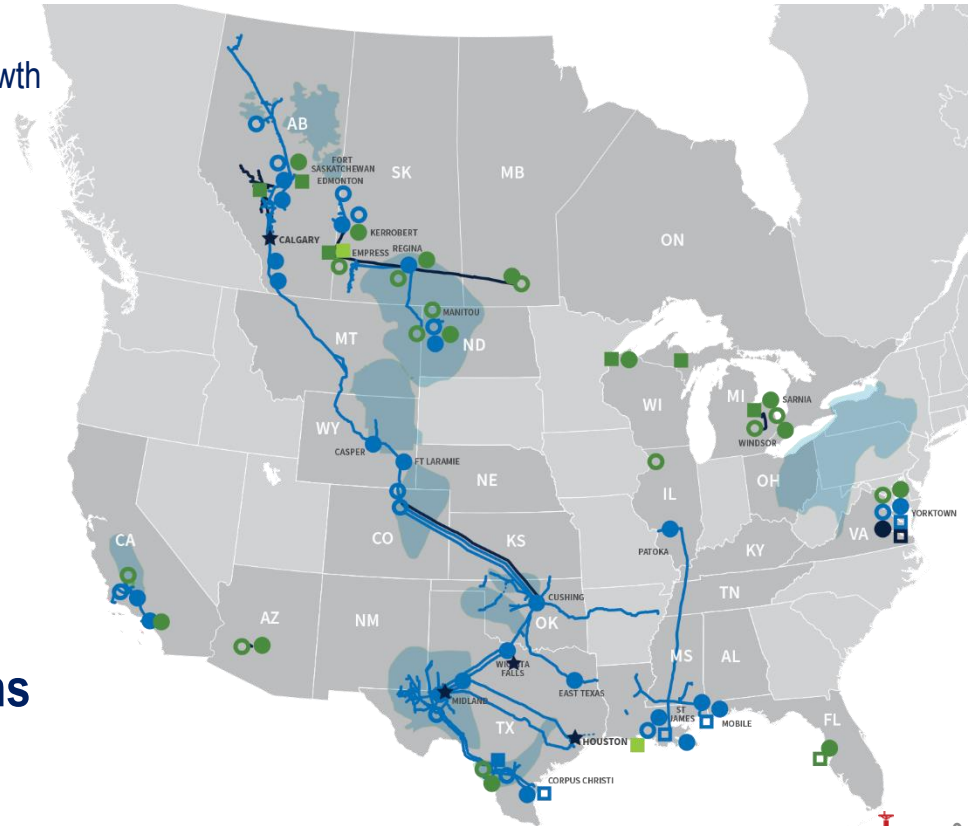 wth
AB
FORT
SASKATCHEWAN
EDMONTON
SK
MB
ON
KERROBERT
CALGARY
EMPRESS
REGINA
MANITOU
MT
ND
WI
MI
SARNIA
WINDSOR
WY
CASPER
FT LARAMIE
NE
IL
OH
YORKTOWN
VA
CA
CO
KS
PATOKA
KY
CUSHING
TN
AZ
NM
OK
WICHITA
FALLS
MS
AL
EAST TEXAS
ns
MIDLAND
ST
JAMES
MOBILE
FL
TX
HOUSTON
CORPUS CHRISTI